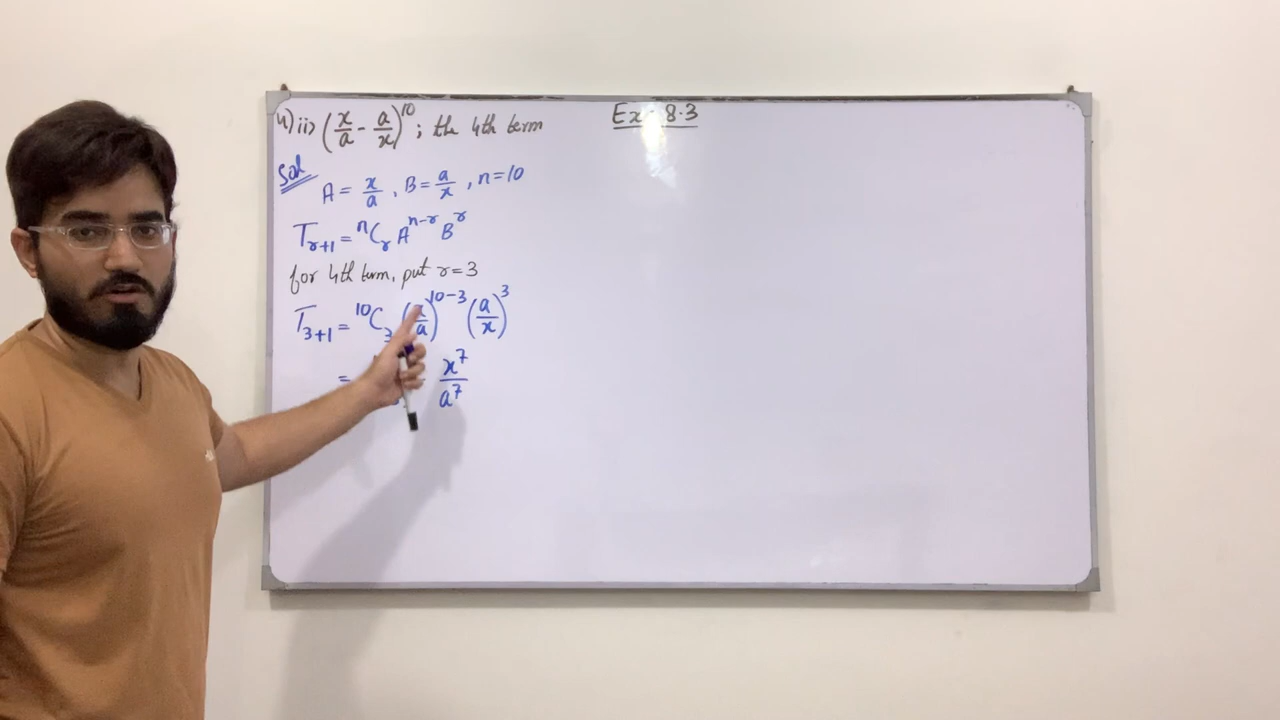 4) ii) (x/a - a/x)^10 ; the 4th term
Ex 8.3
Sol
A = x/a , B = a/x , n=10
T_{r+1} = ^nC_r A^{n-r} B^r
for 4th term, put r=3
T_{3+1} = ^10C_3 (x/a)^{10-3} (a/x)^3
= x^7/a^7